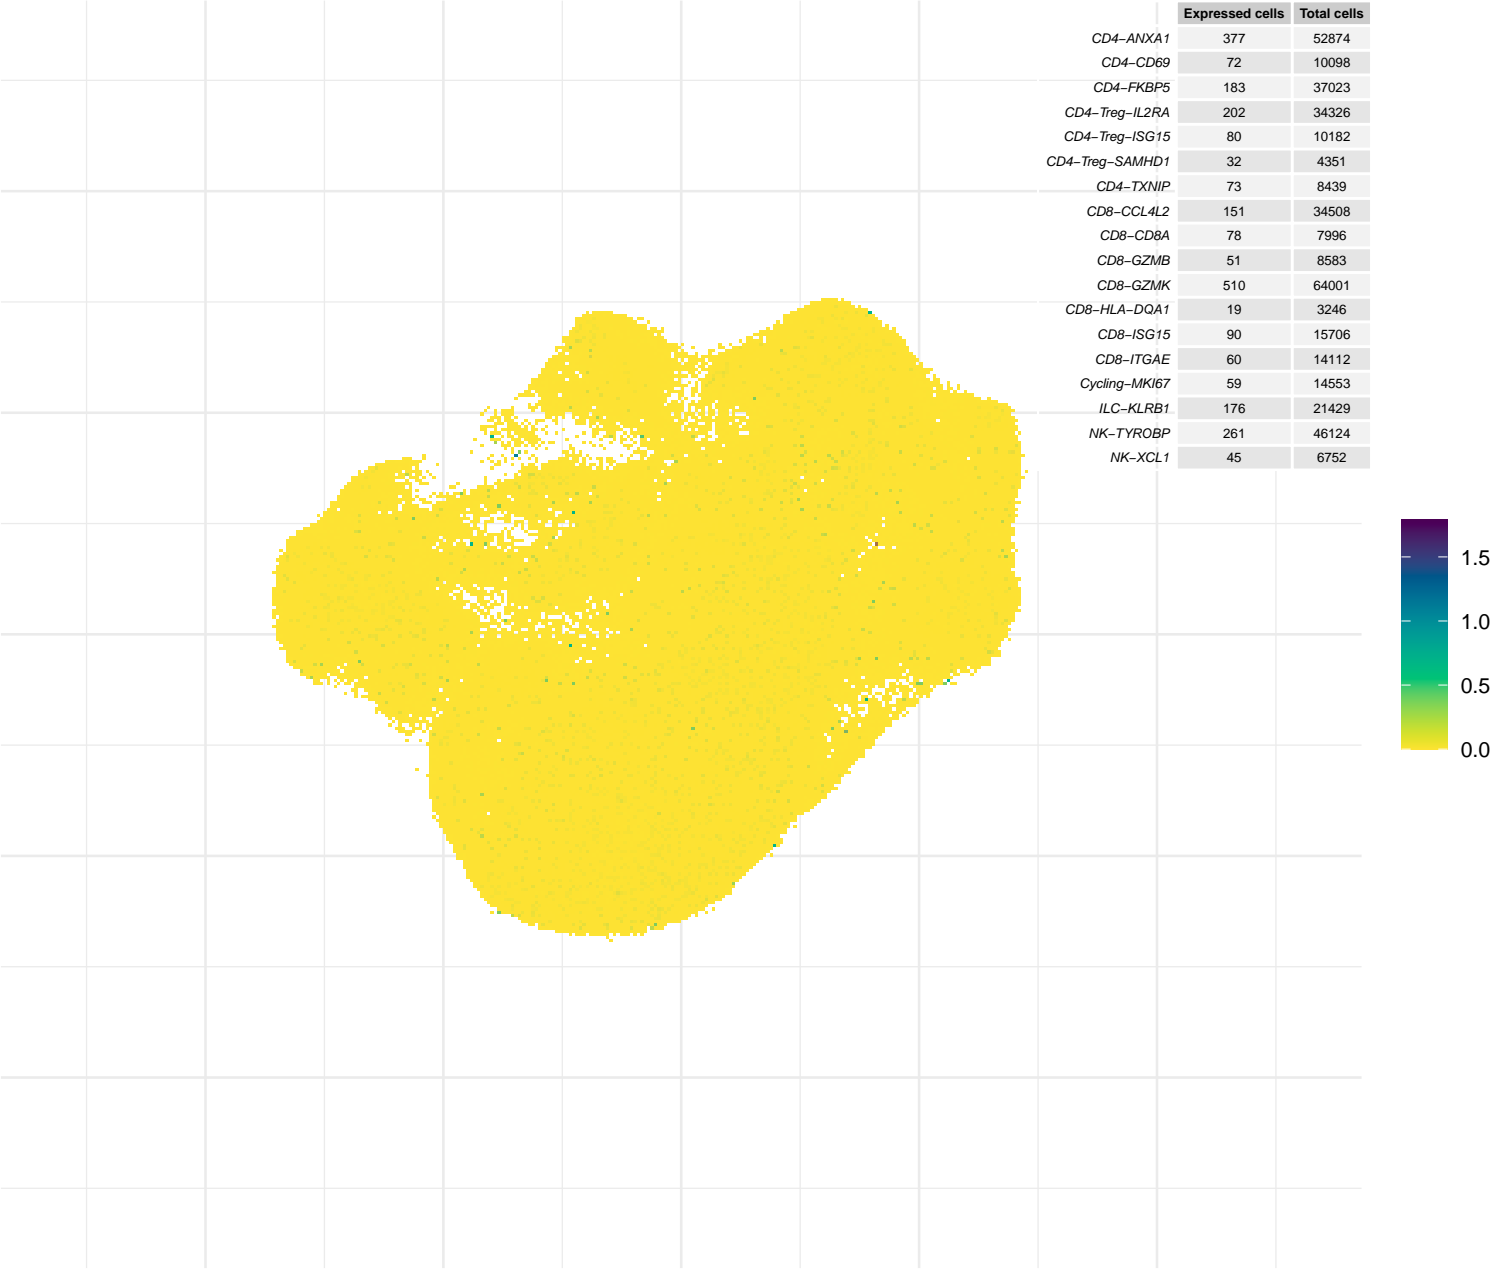 Expressed cells Total cells
CD4−ANXA1 377 52874
CD4−CD69 72 10098
CD4−FKBP5 183 37023
CD4−Treg−IL2RA 202 34326
CD4−Treg−ISG15 80 10182
CD4−Treg−SAMHD1 32 4351
CD4−TXNIP 73 8439
CD8−CCL4L2 151 34508
CD8−CD8A 78 7996
CD8−GZMB 51 8583
CD8−GZMK 510 64001
CD8−HLA−DQA1 19 3246
CD8−ISG15 90 15706
CD8−ITGAE 60 14112
Cycling−MKI67 59 14553
ILC−KLRB1 176 21429
NK−TYROBP 261 46124
NK−XCL1 45 6752
1.5
1.0
0.5
0.0